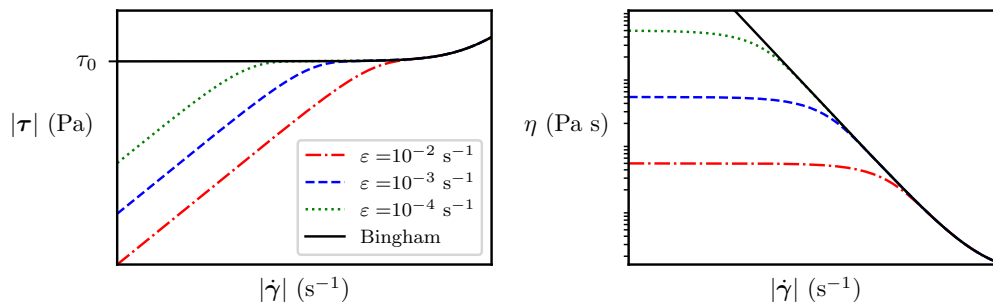 τ₀
|τ| (Pa)
ε =10⁻² s⁻¹
ε =10⁻³ s⁻¹
ε =10⁻⁴ s⁻¹
Bingham
|γ̇| (s⁻¹)
η (Pa s)
|γ̇| (s⁻¹)